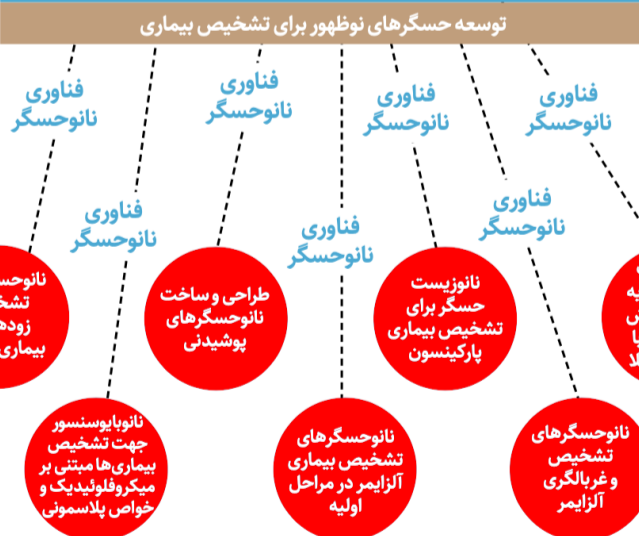 توسعه حسگرهای نوظهور برای تشخیص بیماری
فناوری
نانوحسگر
فناوری
نانوحسگر
فناوری
نانوحسگر
فناوری
نانوحسگر
فناوری
نانوحسگر
فناوری
نانوحسگر
فناوری
نانوحسگر
نانوزیست
حسگر برای
تشخیص بیماری
پارکینسون
طراحی و ساخت
نانوحسگرهای
پوشیدنی
بیماری
نانوحسگرهای
تشخیص
و غربالگری
آلزایمر
نانوحسگرهای
تشخیص بیماری
آلزایمر در مراحل
اولیه
نانوبایوسنسور
جهت تشخیص
بیماری‌ها مبتنی بر
میکروفلوئیدیک و
خواص پلاسمونی